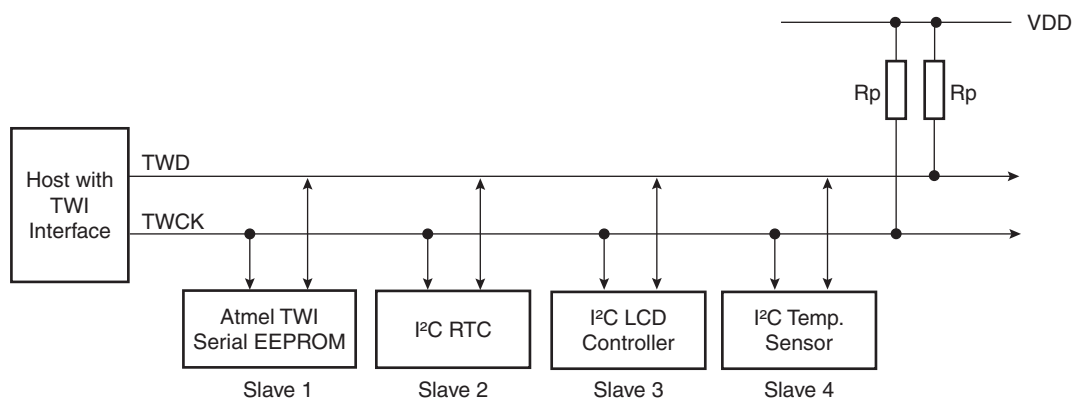 VDD
Rp
Rp
Host with
TWI
Interface
TWD
TWCK
Atmel TWI
Serial EEPROM
I²C RTC
I²C LCD
Controller
I²C Temp.
Sensor
Slave 1
Slave 2
Slave 3
Slave 4